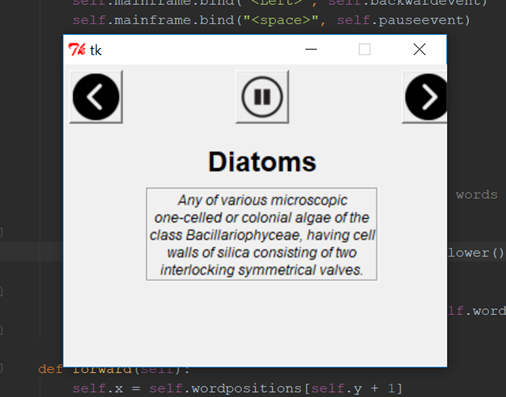 self.mainframe.bind("<Left>", self.backwardevent)
self.mainframe.bind("<space>", self.pauseevent)
tk
Diatoms
Any of various microscopic
one-celled or colonial algae of the
class Bacillariophyceae, having cell
walls of silica consisting of two
interlocking symmetrical valves.
words
lower()
lf.word
def forward(self):
self.x = self.wordpositions[self.y + 1]